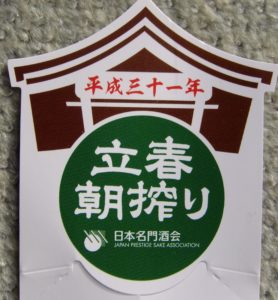 平成三十一年
立春
朝搾り
日本名門酒会
JAPAN PRESTIGE SAKE ASSOCIATION